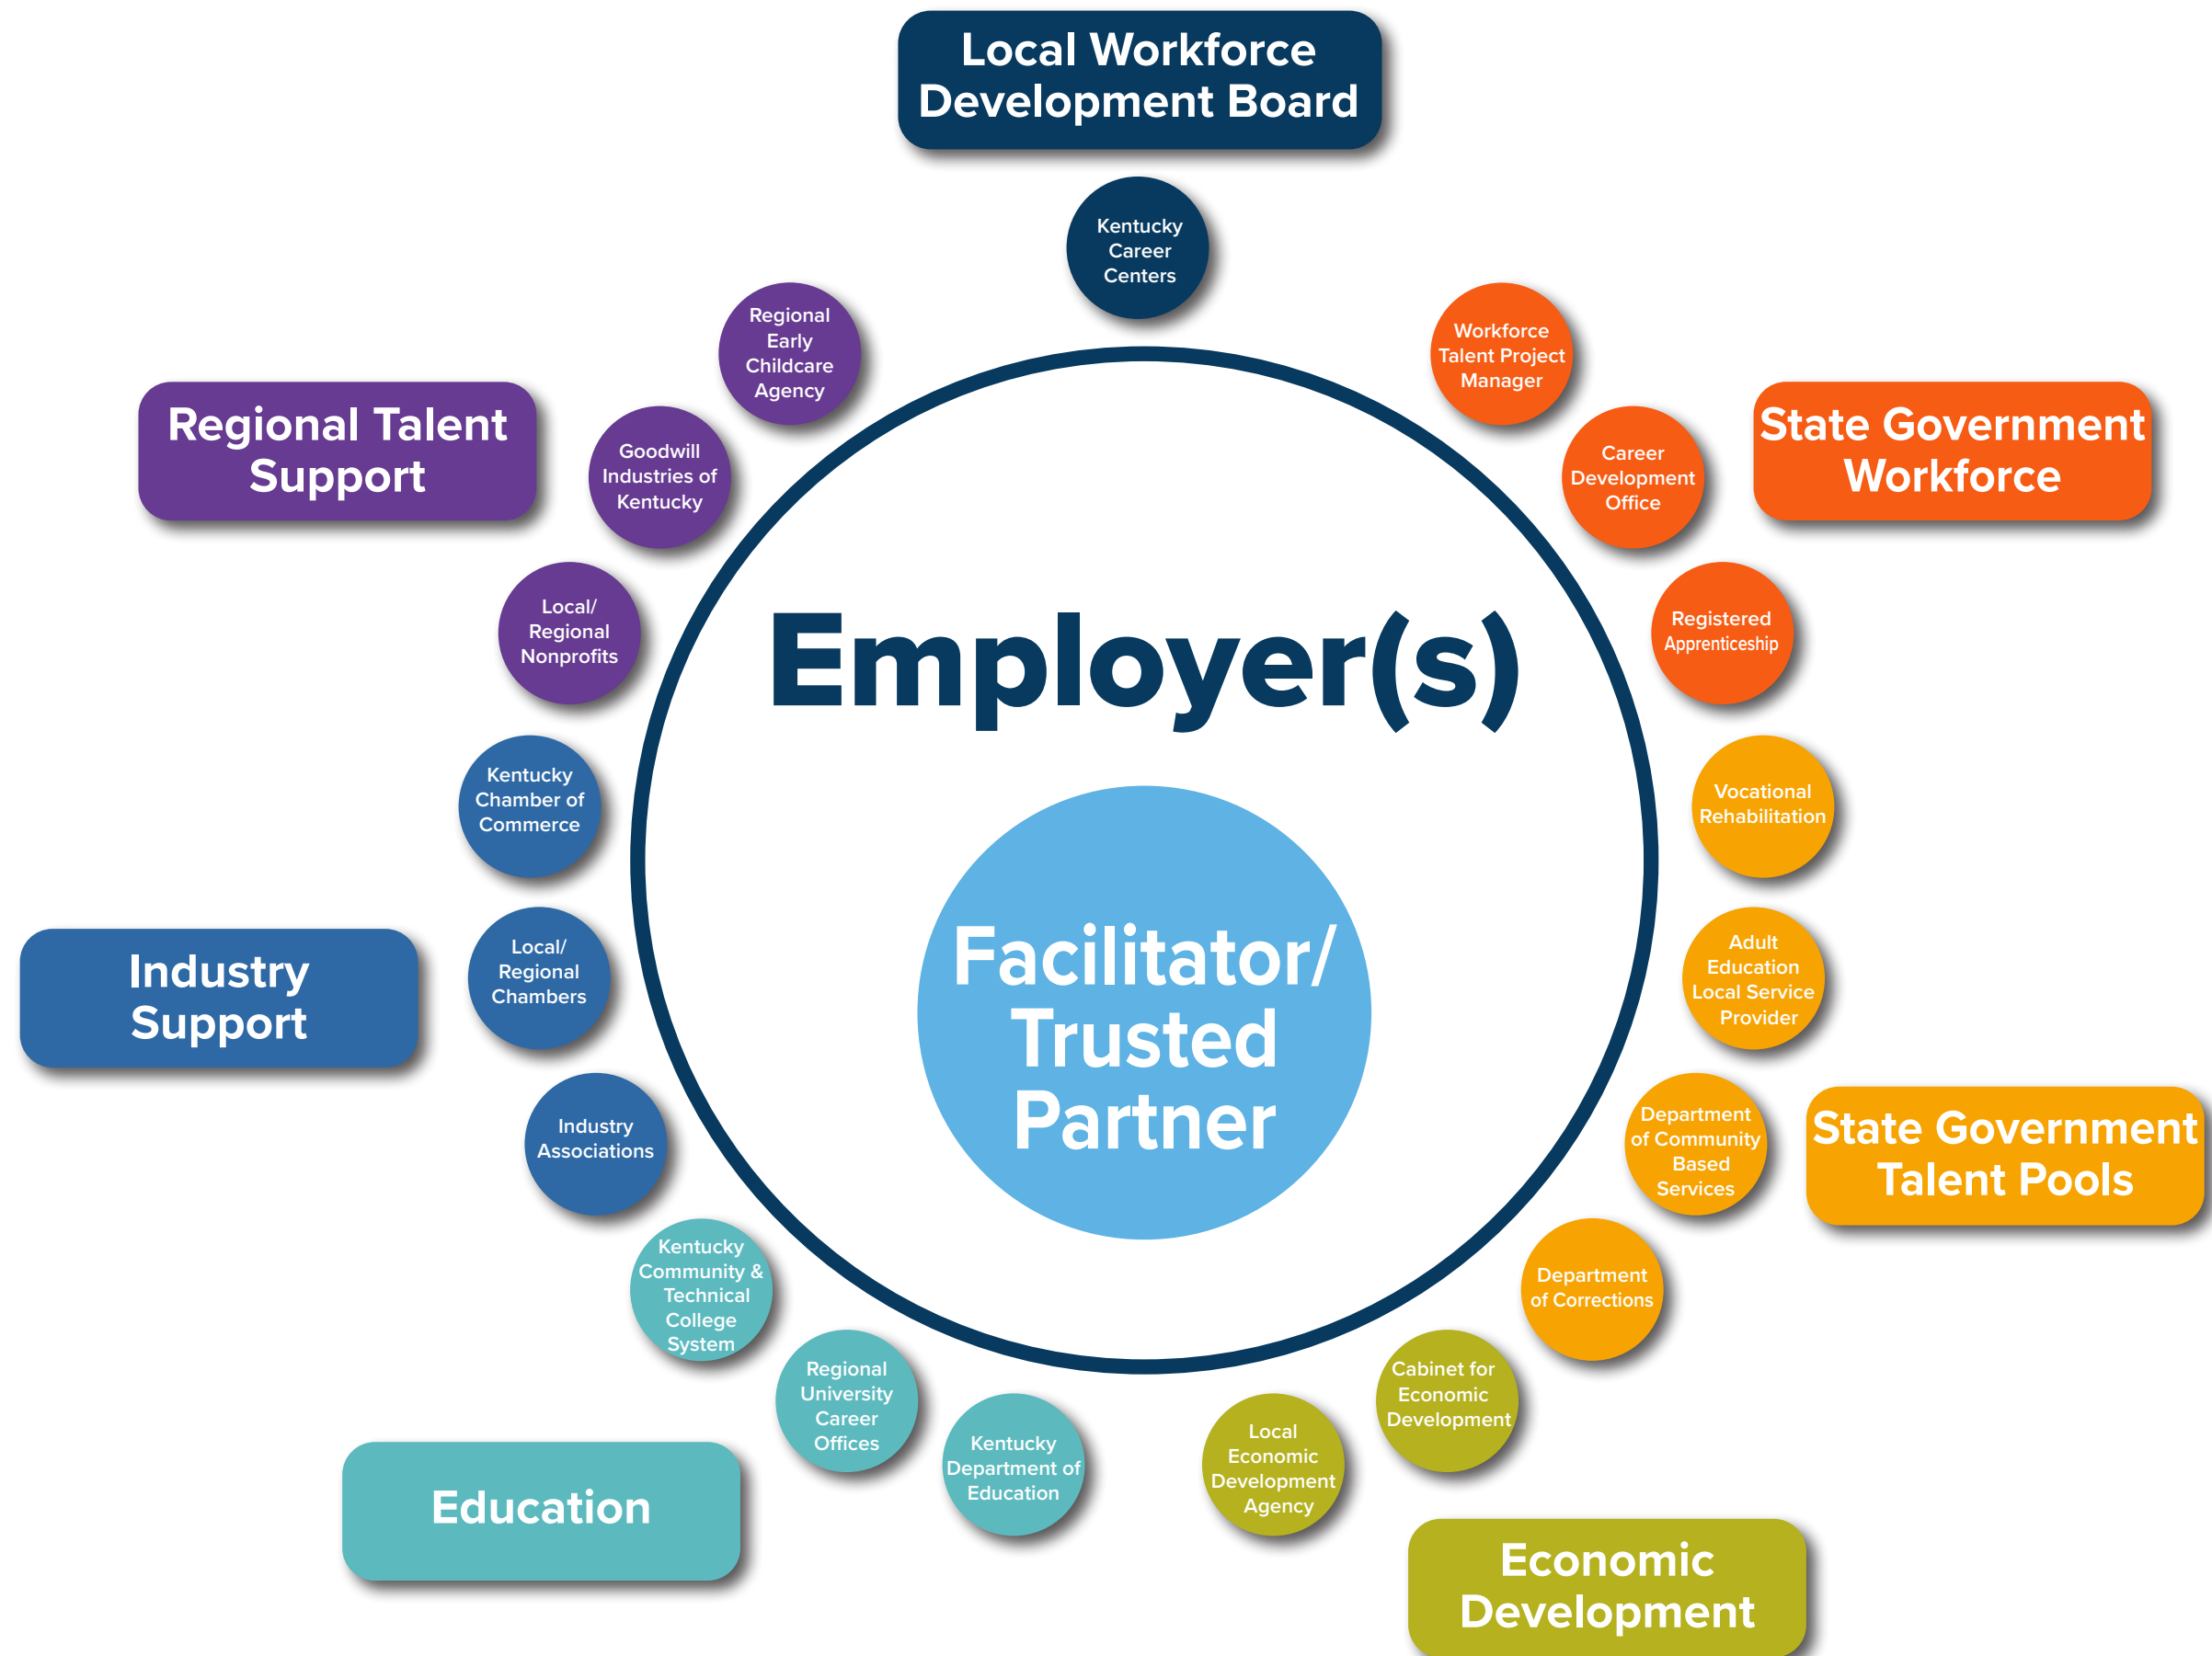 Local Workforce
Development Board
Kentucky
Career
Centers
Regional
Early
Childcare
Agency
Workforce
Talent Project
Manager
Regional Talent
Support
Goodwill
Industries of
Kentucky
Career
Development
Office
State Government
Workforce
Local/
Regional
Nonprofits
Registered
Apprenticeship
Employer(s)
Kentucky
Chamber of
Commerce
Vocational
Rehabilitation
Facilitator/
Trusted
Partner
Industry
Support
Local/
Regional
Chambers
Adult
Education
Local Service
Provider
Industry
Associations
Department
of Community
Based
Services
State Government
Talent Pools
Kentucky
Community &
Technical
College
System
Department
of Corrections
Regional
University
Career
Offices
Cabinet for
Economic
Development
Kentucky
Department of
Education
Local
Economic
Development
Agency
Education
Economic
Development